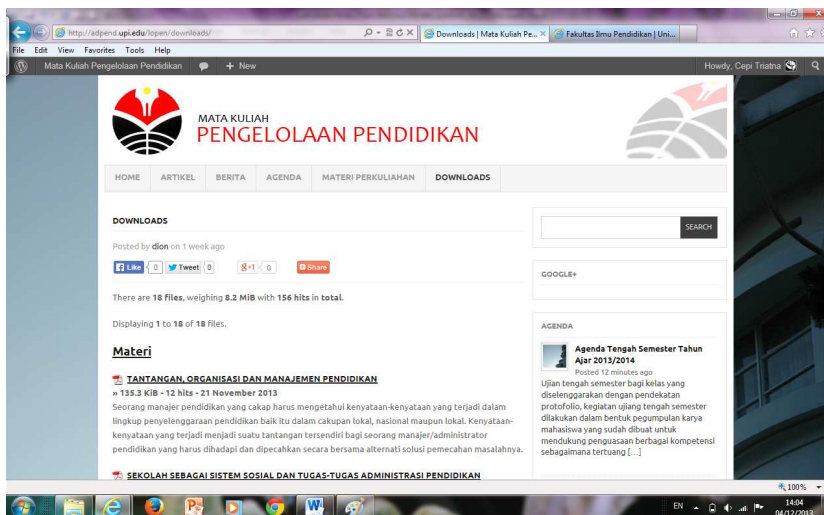 http://adpend.upi.edu/lopen/downloads/
Downloads | Mata Kuliah Pe...
Fakultas Ilmu Pendidikan | Uni...
File Edit View Favorites Tools Help
Mata Kuliah Pengelolaan Pendidikan + New Howdy, Cepi Triatna
MATA KULIAH
PENGELOLAAN PENDIDIKAN
HOME ARTIKEL BERITA AGENDA MATERI PERKULIAHAN DOWNLOADS
DOWNLOADS
Posted by dion on 1 week ago
Like 0 Tweet 0 g+1 0 Share
There are 18 files, weighing 8.2 MiB with 156 hits in total.
Displaying 1 to 18 of 18 files.
Materi
TANTANGAN, ORGANISASI DAN MANAJEMEN PENDIDIKAN
» 135.3 KiB - 12 hits - 21 November 2013
Seorang manajer pendidikan yang cakap harus mengetahui kenyataan-kenyataan yang terjadi dalam
lingkup penyelenggaraan pendidikan baik itu dalam cakupan lokal, nasional maupun lokal. Kenyataan-
kenyataan yang terjadi menjadi suatu tantangan tersendiri bagi seorang manajer/administrator
pendidikan yang harus dihadapi dan dipecahkan secara bersama alternati solusi pemecahan masalahnya.
SEKOLAH SEBAGAI SISTEM SOSIAL DAN TUGAS-TUGAS ADMINISTRASI PENDIDIKAN
SEARCH
GOOGLE+
AGENDA
Agenda Tengah Semester Tahun
Ajar 2013/2014
Posted 12 minutes ago
Ujian tengah semester bagi kelas yang
diselenggarakan dengan pendekatan
protofolio, kegiatan ujiang tengah semester
dilakukan dalam bentuk pegumpulan karya
mahasiswa yang sudah dibuat untuk
mendukung penguasaan berbagai kompetensi
sebagaimana tertuang [...]
100%
EN 14:04
04/12/2013